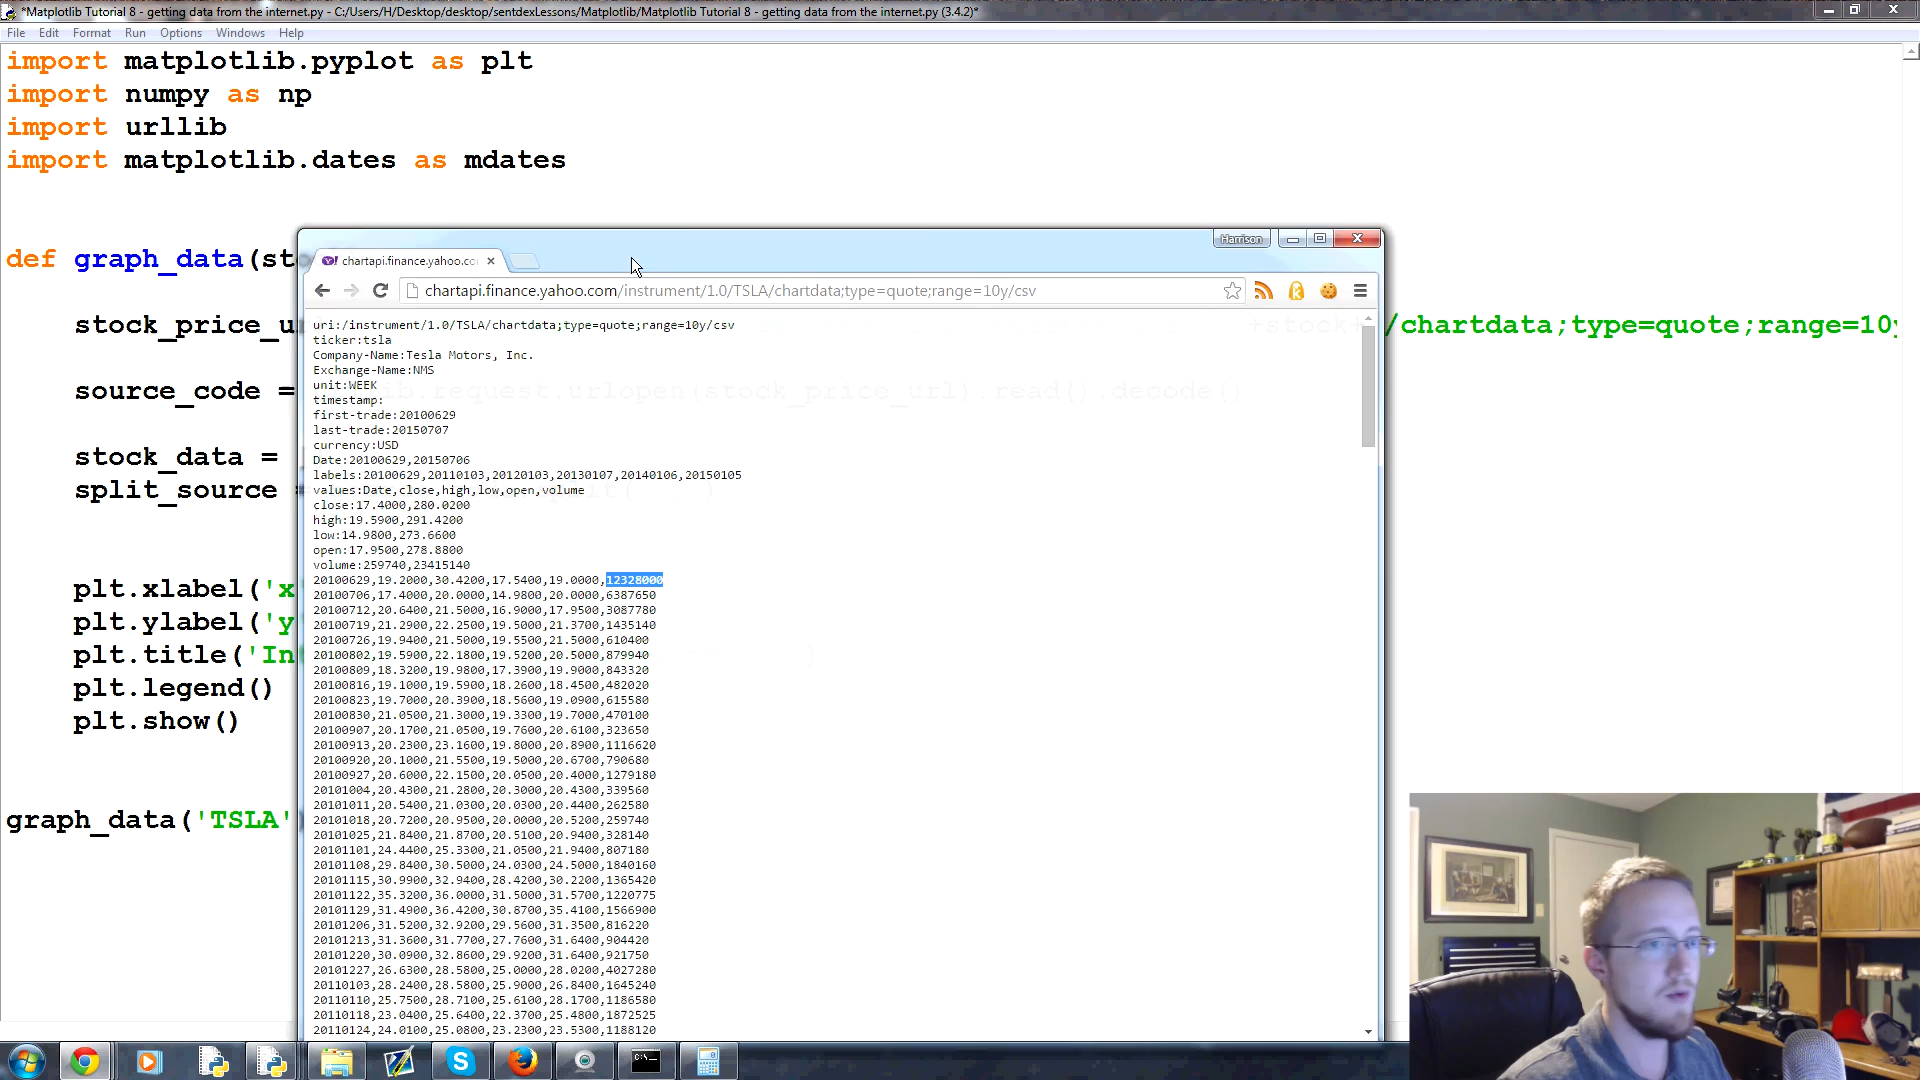 *Matplotlib Tutorial 8 - getting data from the internet.py - C:/Users/H/Desktop/desktop/sentdexLessons/Matplotlib/Matplotlib Tutorial 8 - getting data from the internet.py (3.4.2)*
File Edit Format Run Options Windows Help
import matplotlib.pyplot as plt
import numpy as np
import urllib
import matplotlib.dates as mdates
def graph_data(st
stock_price_u
+stock+
/chartdata;type=quote;range=10y
source_code =
lib.request.urlopen(stock_price_url).read().decode()
stock_data =
split_source =
plt.xlabel('x
plt.ylabel('y
plt.title('In
plt.legend()
plt.show()
graph_data('TSLA'
Harrison
chartapi.finance.yahoo.co
chartapi.finance.yahoo.com/instrument/1.0/TSLA/chartdata;type=quote;range=10y/csv
uri:/instrument/1.0/TSLA/chartdata;type=quote;range=10y/csv
ticker:tsla
Company-Name:Tesla Motors, Inc.
Exchange-Name:NMS
unit:WEEK
timestamp:
first-trade:20100629
last-trade:20150707
currency:USD
Date:20100629,20150706
labels:20100629,20110103,20120103,20130107,20140106,20150105
values:Date,close,high,low,open,volume
close:17.4000,280.0200
high:19.5900,291.4200
low:14.9800,273.6600
open:17.9500,278.8800
volume:259740,23415140
20100629,19.2000,30.4200,17.5400,19.0000,12328000
20100706,17.4000,20.0000,14.9800,20.0000,6387650
20100712,20.6400,21.5000,16.9000,17.9500,3087780
20100719,21.2900,22.2500,19.5000,21.3700,1435140
20100726,19.9400,21.5000,19.5500,21.5000,610400
20100802,19.5900,22.1800,19.5200,20.5000,879940
20100809,18.3200,19.9800,17.3900,19.9000,843320
20100816,19.1000,19.5900,18.2600,18.4500,482020
20100823,19.7000,20.3900,18.5600,19.0900,615580
20100830,21.0500,21.3000,19.3300,19.7000,470100
20100907,20.1700,21.0500,19.7600,20.6100,323650
20100913,20.2300,23.1600,19.8000,20.8900,1116620
20100920,20.1000,21.5500,19.5000,20.6700,790680
20100927,20.6000,22.1500,20.0500,20.4000,1279180
20101004,20.4300,21.2800,20.3000,20.4300,339560
20101011,20.5400,21.0300,20.0300,20.4400,262580
20101018,20.7200,20.9500,20.0000,20.5200,259740
20101025,21.8400,21.8700,20.5100,20.9400,328140
20101101,24.4400,25.3300,21.0500,21.9400,807180
20101108,29.8400,30.5000,24.0300,24.5000,1840160
20101115,30.9900,32.9400,28.4200,30.2200,1365420
20101122,35.3200,36.0000,31.5000,31.5700,1220775
20101129,31.4900,36.4200,30.8700,35.4100,1566900
20101206,31.5200,32.9200,29.5600,31.3500,816220
20101213,31.3600,31.7700,27.7600,31.6400,904420
20101220,30.0900,32.8600,29.9200,31.6400,921750
20101227,26.6300,28.5800,25.0000,28.0200,4027280
20110103,28.2400,28.5800,25.9000,26.8400,1645240
20110110,25.7500,28.7100,25.6100,28.1700,1186580
20110118,23.0400,25.6400,22.3700,25.4800,1872525
20110124,24.0100,25.0800,23.2300,23.5300,1188120